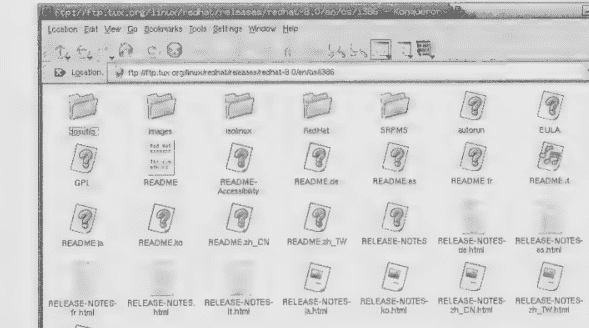 ftp://ftp.tux.org/linux/redhat/releases/redhat-8.0/en/os/i386 - Konqueror
Location Edit View Go Bookmarks Tools Settings Window Help
Location: ftp://ftp.tux.org/linux/redhat/releases/redhat-8.0/en/os/i386
dosutils images isolinux RedHat SRPMS autorun EULA
GPL README README-Accessibility README.de README.es README.fr README.it
README.ja README.ko README.zh_CN README.zh_TW RELEASE-NOTES RELEASE-NOTES-de.html RELEASE-NOTES-es.html
RELEASE-NOTES-fr.html RELEASE-NOTES.html RELEASE-NOTES-it.html RELEASE-NOTES-ja.html RELEASE-NOTES-ko.html RELEASE-NOTES-zh_CN.html RELEASE-NOTES-zh_TW.html